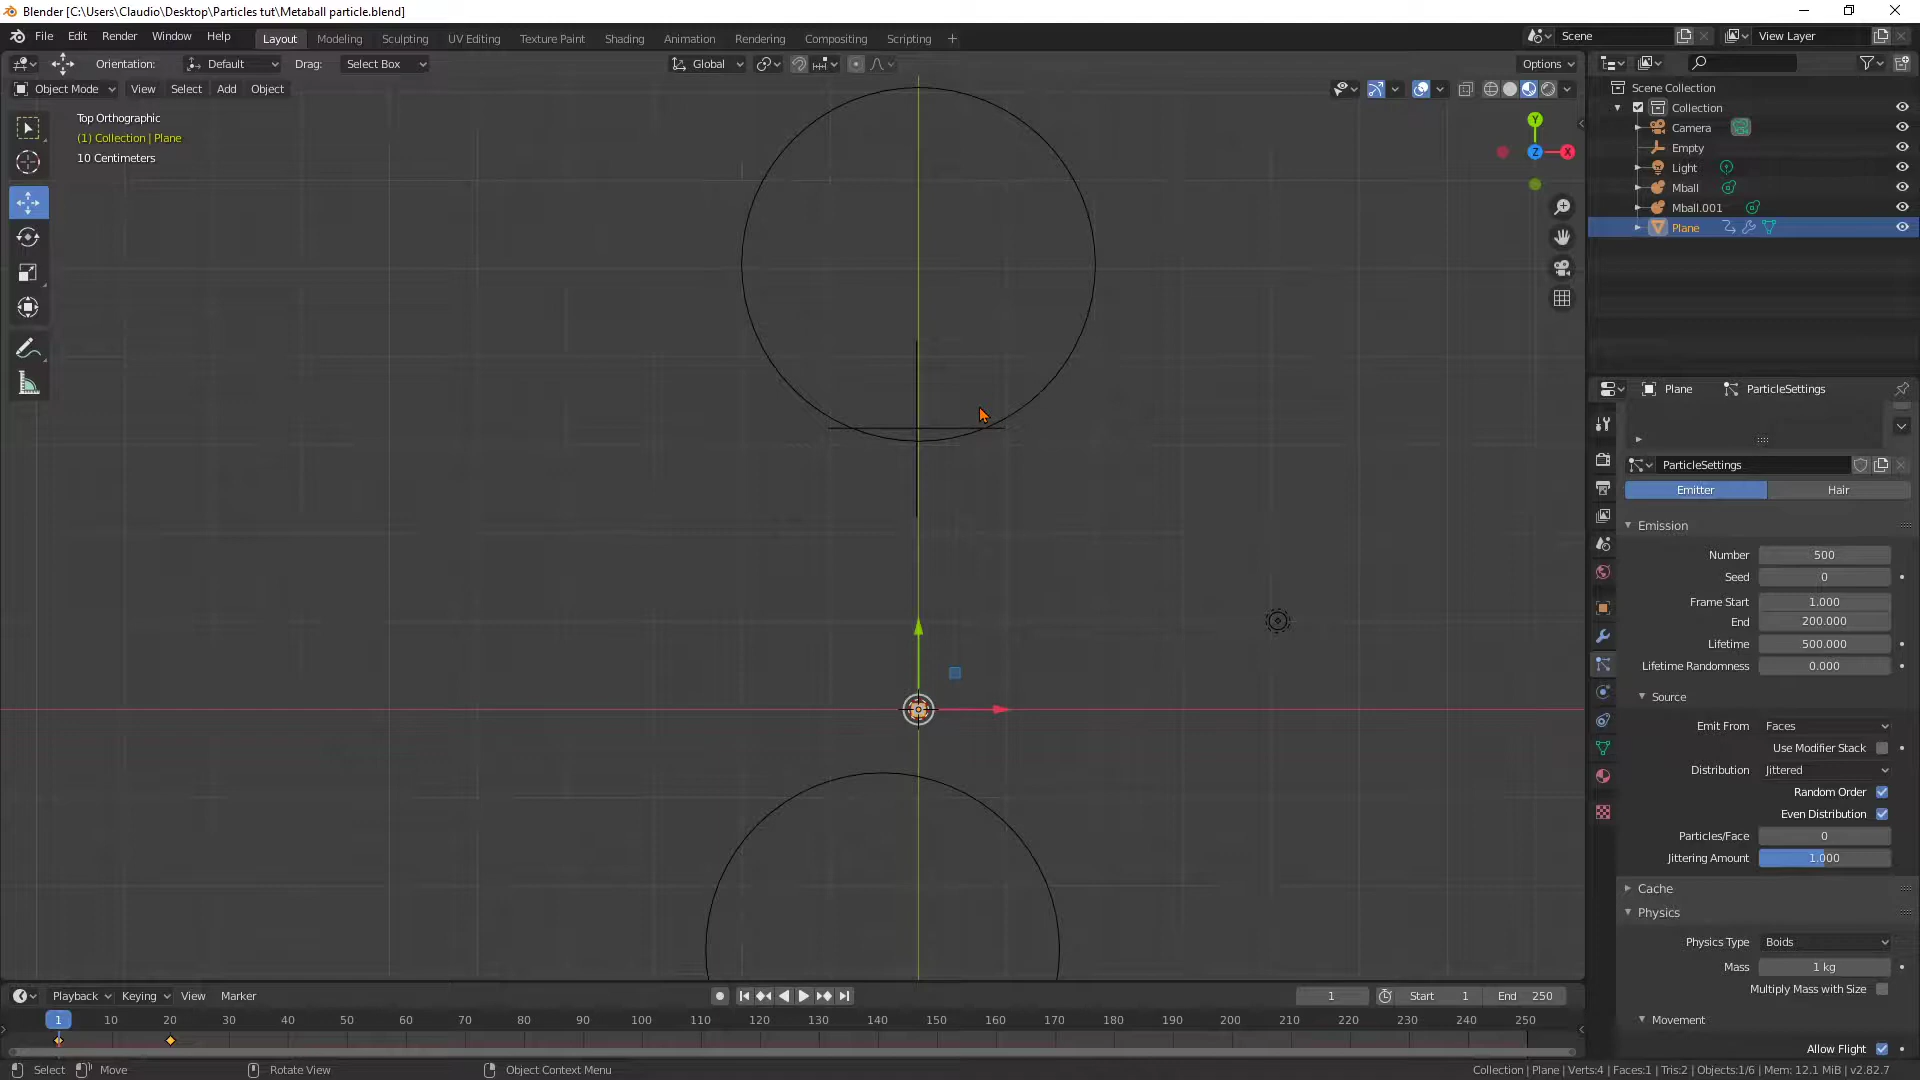 Blender [C:\Users\Claudio\Desktop\Particles tut\Metaball particle.blend]
File Edit Render Window Help Layout Modeling Sculpting UV Editing Texture Paint Shading Animation Rendering Compositing Scripting + Scene View Layer
Orientation: Default Drag: Select Box Global Options
Object Mode View Select Add Object
Top Orthographic
(1) Collection | Plane
10 Centimeters
Y
Z X
Scene Collection
Collection
Camera
Empty
Light
Mball
Mball.001
Plane
Plane ParticleSettings
ParticleSettings
Emitter Hair
Emission
Number 500
Seed 0
Frame Start 1.000
End 200.000
Lifetime 500.000
Lifetime Randomness 0.000
Source
Emit From Faces
Use Modifier Stack
Distribution Jittered
Random Order
Even Distribution
Particles/Face 0
Jittering Amount 1.000
Cache
Physics
Physics Type Boids
Mass 1 kg
Multiply Mass with Size
Movement
Allow Flight
Playback Keying View Marker 1 Start 1 End 250
1 10 20 30 40 50 60 70 80 90 100 110 120 130 140 150 160 170 180 190 200 210 220 230 240 250
Select Move Rotate View Object Context Menu Collection | Plane | Verts:4 | Faces:1 | Tris:2 | Objects:1/6 | Mem: 12.1 MiB | v2.82.7